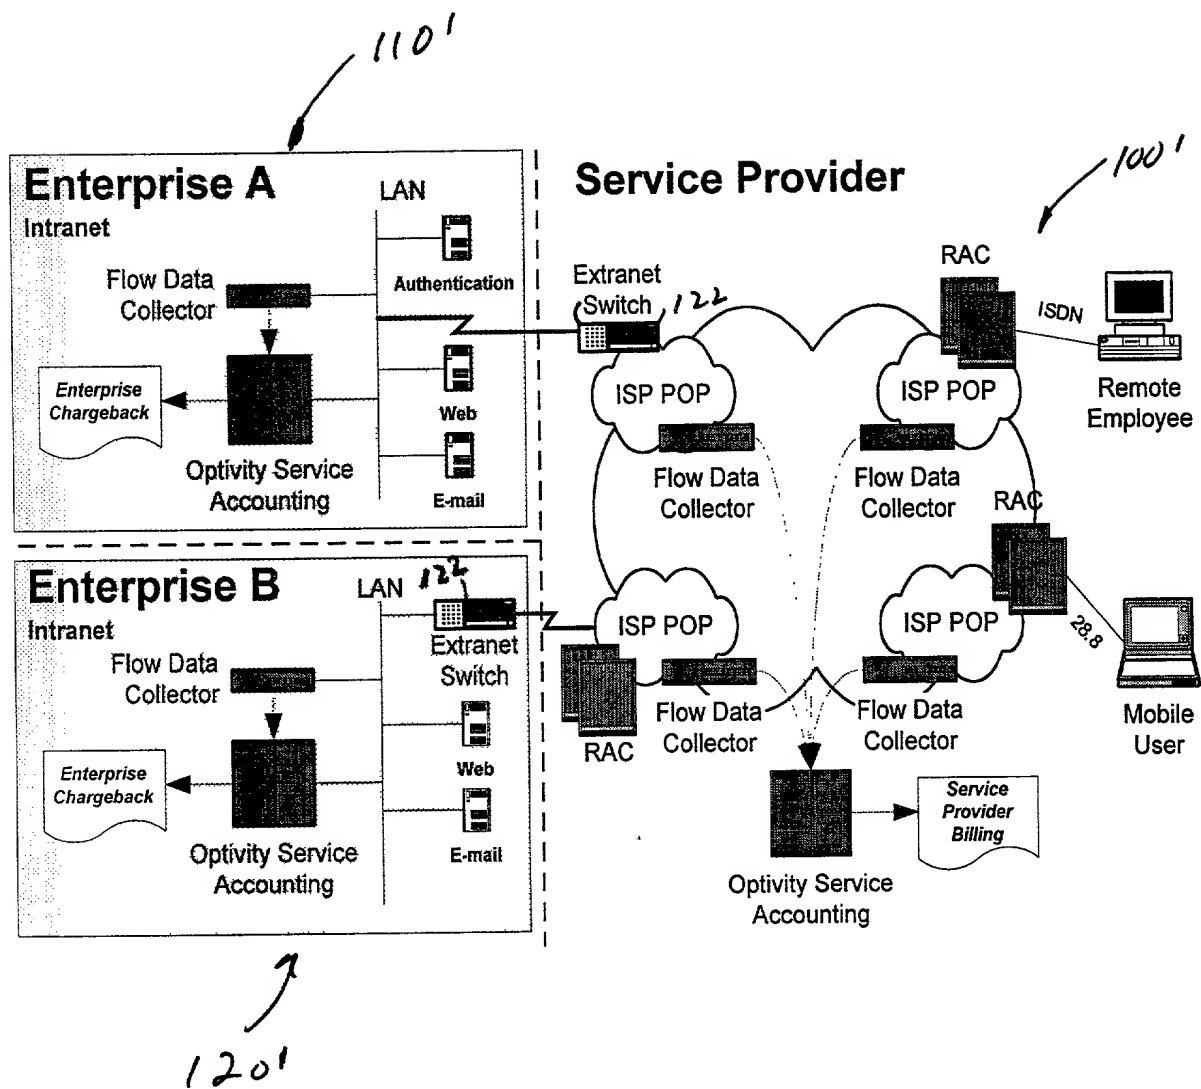 110'
100'
Enterprise A
Intranet
LAN
Flow Data
Collector
Authentication
Enterprise
Chargeback
Web
Optivity Service
Accounting
E-mail
Service Provider
Extranet
Switch
122
RAC
ISDN
Remote
Employee
ISP POP
ISP POP
Flow Data
Collector
Flow Data
Collector
Enterprise B
Intranet
LAN
122
Extranet
Switch
Flow Data
Collector
Enterprise
Chargeback
Web
Optivity Service
Accounting
E-mail
ISP POP
RAC
Flow Data
Collector
RAC
ISP POP
28.8
Flow Data
Collector
Mobile
User
Service
Provider
Billing
Optivity Service
Accounting
120'